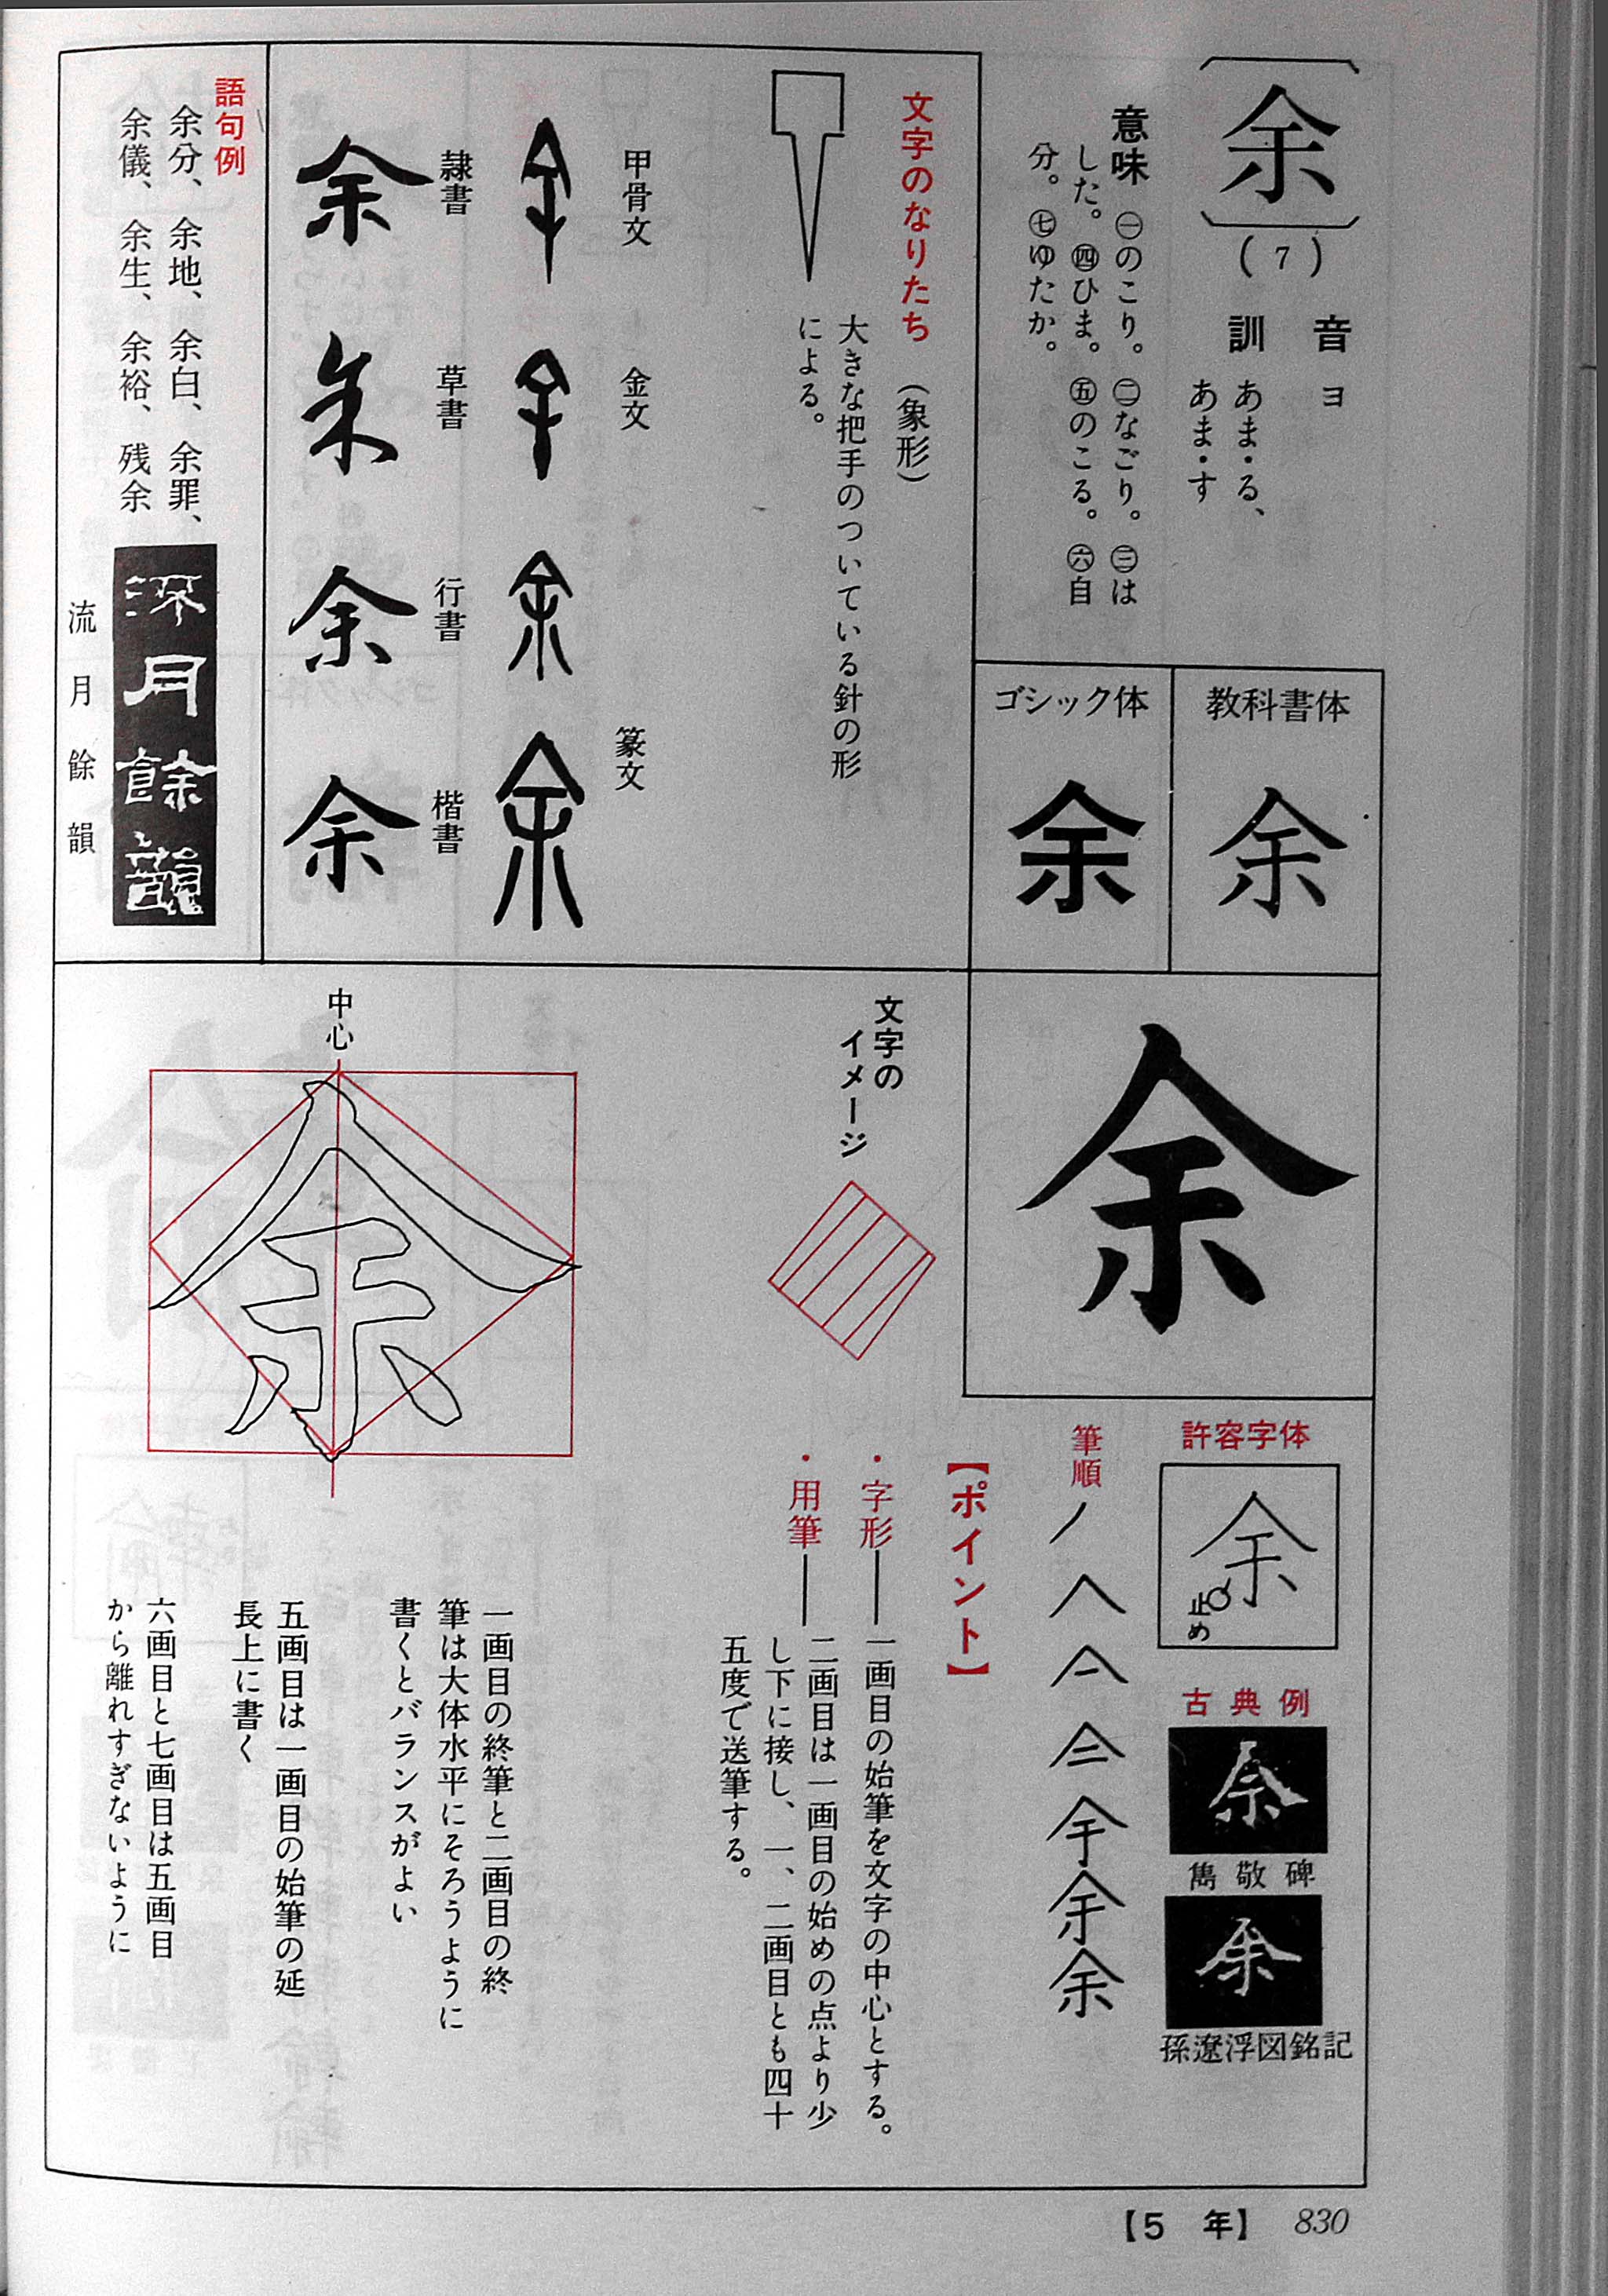 余
(7)
音 ヨ
訓 あま・る、
あま・す
意味 ㊀のこり。 ㊁なごり。 ㊂は
した。 ㊃ひま。 ㊄のこる。 ㊅自
分。 ㊆ゆたか。
教科書体
余
ゴシック体
余
文字のなりたち (象形)
大きな把手のついている針の形
による。
甲骨文
金文
篆文
隷書
余
草書
余
行書
余
楷書
余
語句例
余分、余地、余白、余罪、
余儀、余生、余裕、残余
流月餘韻
流月餘韻
余
許容字体
余
止め
古典例
余
雋敬碑
余
孫遼浮図銘記
筆順
ノ 𠆢 亼 余
【ポイント】
・字形——一画目の始筆を文字の中心とする。
・用筆——二画目は一画目の始めの点より少
し下に接し、一、二画目とも四十
五度で送筆する。
文字の
イメージ
中心
余
一画目の終筆と二画目の終
筆は大体水平にそろうように
書くとバランスがよい
五画目は一画目の始筆の延
長上に書く
六画目と七画目は五画目
から離れすぎないように
【5 年】 830